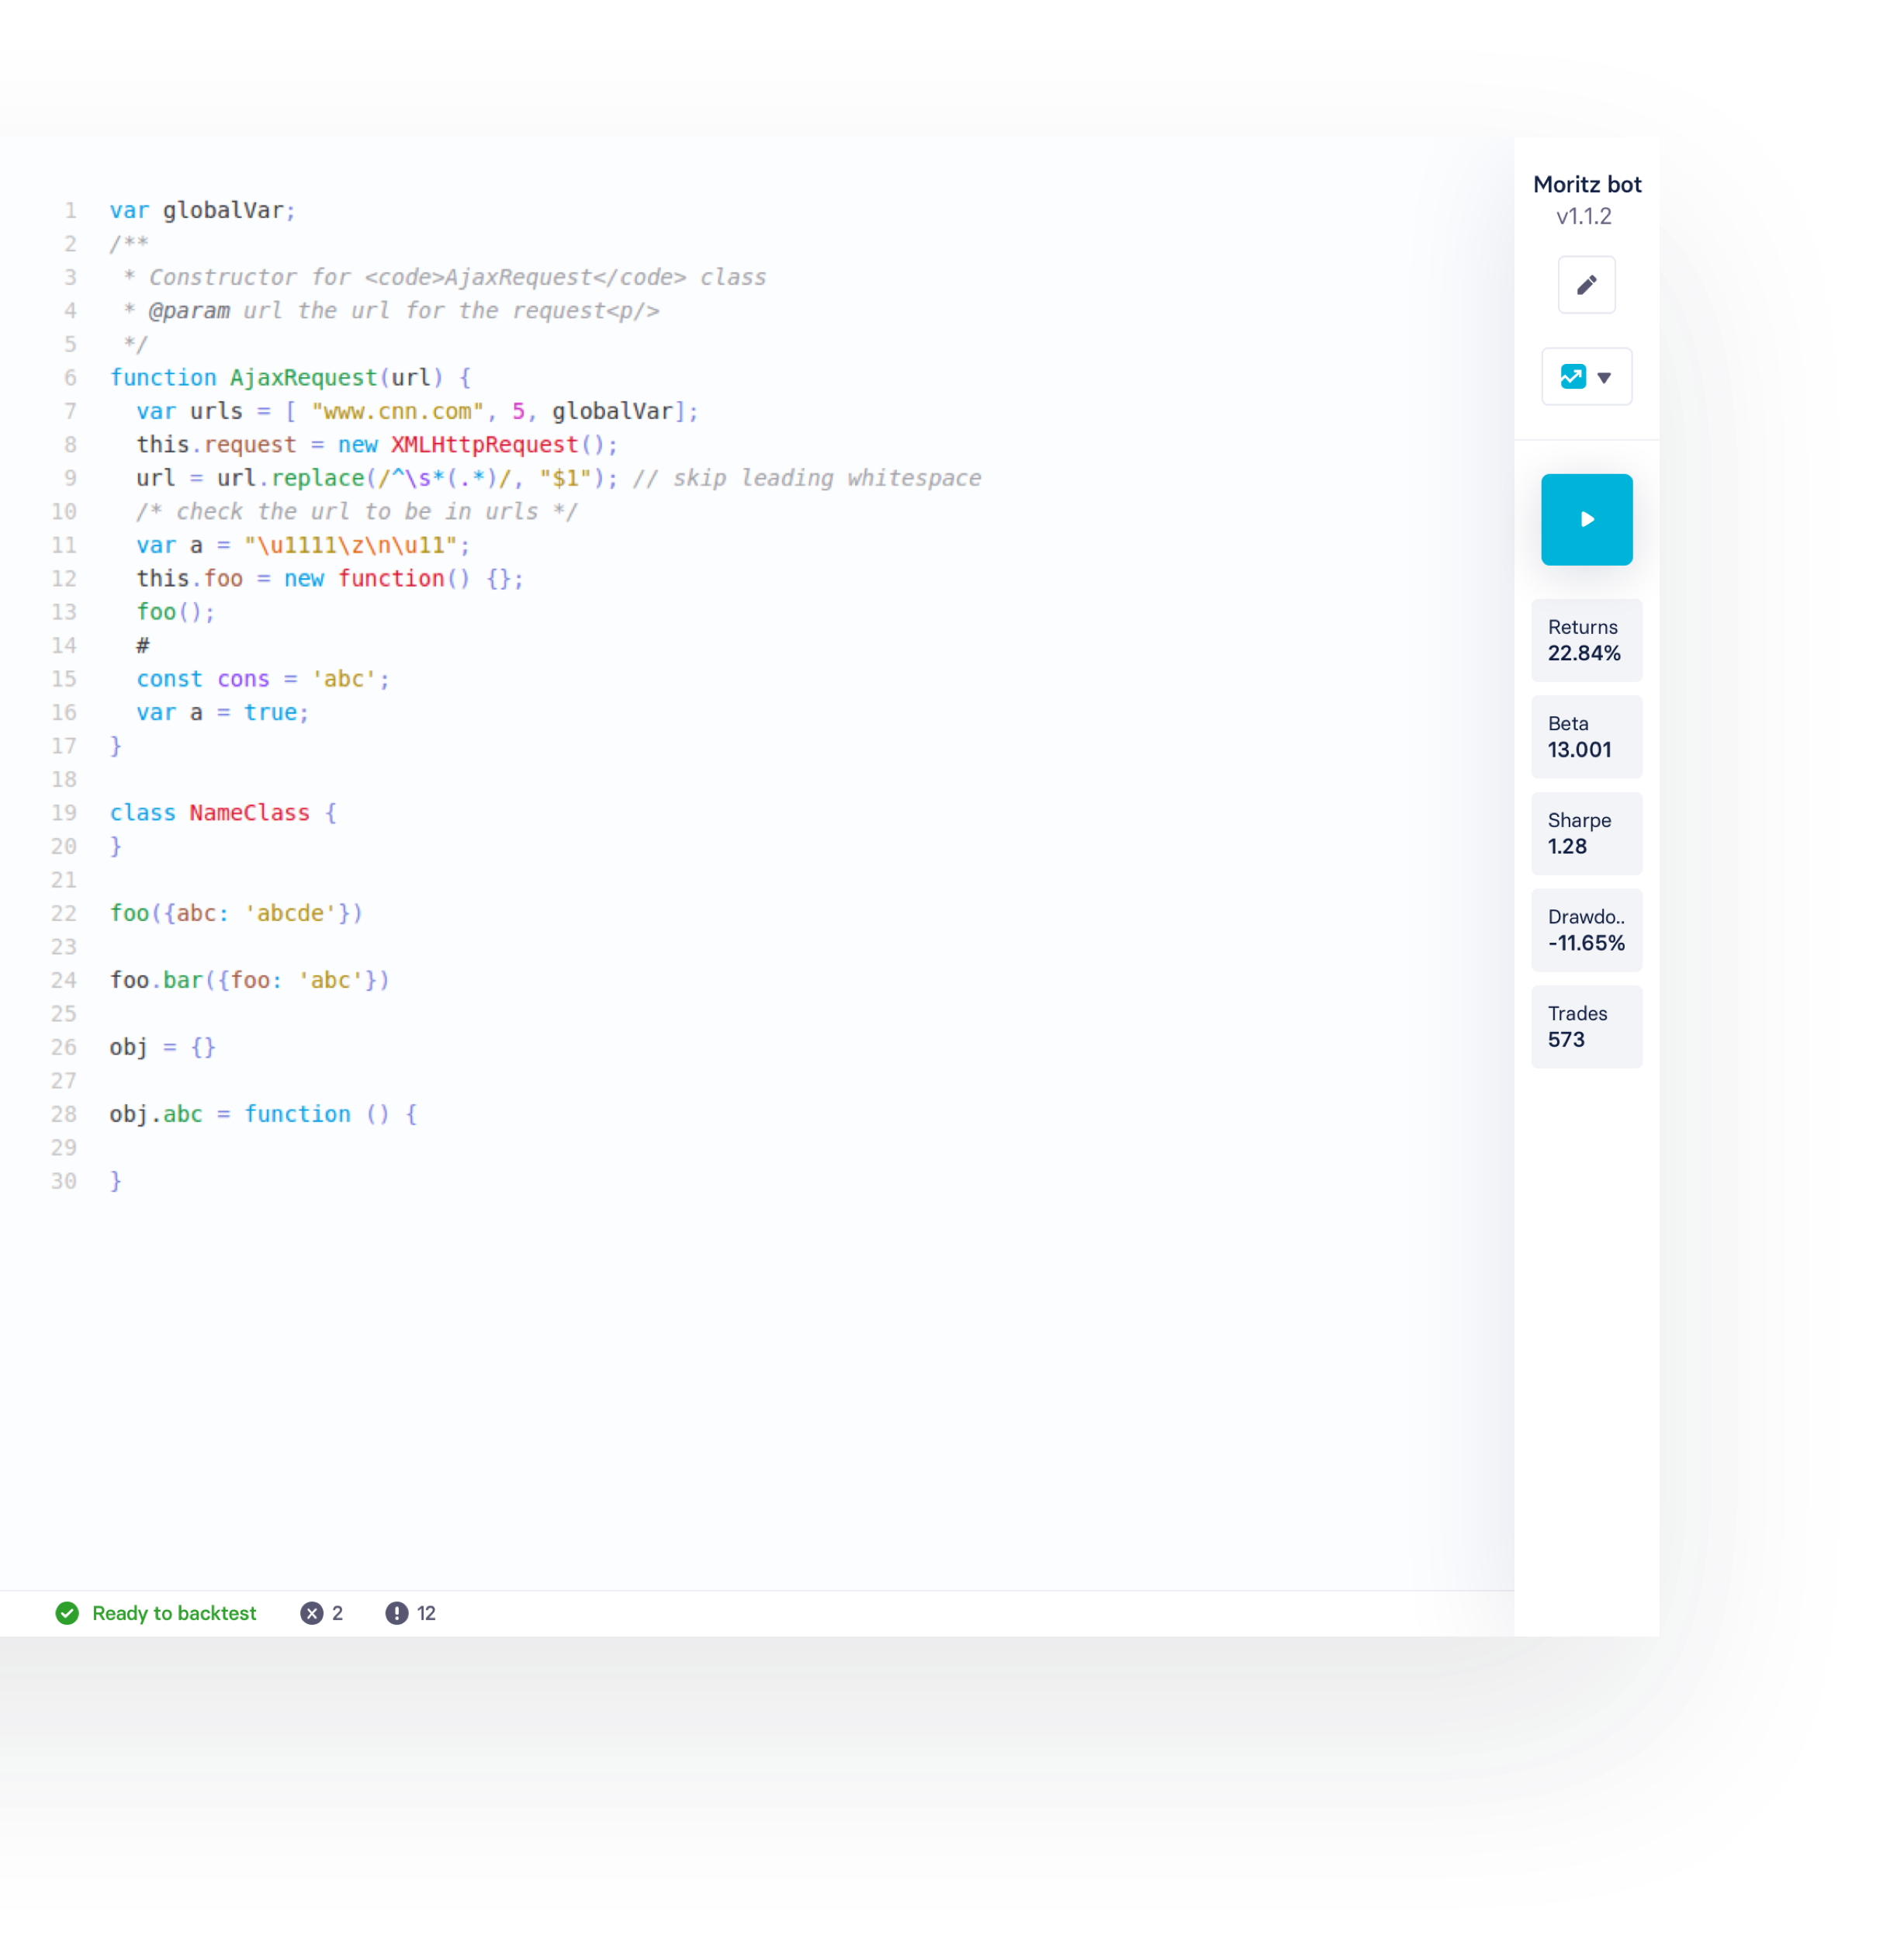 1 var globalVar;
2 /**
3  * Constructor for <code>AjaxRequest</code> class
4  * @param url the url for the request<p/>
5  */
6 function AjaxRequest(url) {
7   var urls = [ "www.cnn.com", 5, globalVar];
8   this.request = new XMLHttpRequest();
9   url = url.replace(/^\s*(.*)/, "$1"); // skip leading whitespace
10   /* check the url to be in urls */
11   var a = "\u1111\z\n\u11";
12   this.foo = new function() {};
13   foo();
14   #
15   const cons = 'abc';
16   var a = true;
17 }
18
19 class NameClass {
20 }
21
22 foo({abc: 'abcde'})
23
24 foo.bar({foo: 'abc'})
25
26 obj = {}
27
28 obj.abc = function () {
29
30 }
Ready to backtest 2 12
Moritz bot
v1.1.2
Returns
22.84%
Beta
13.001
Sharpe
1.28
Drawdo..
-11.65%
Trades
573